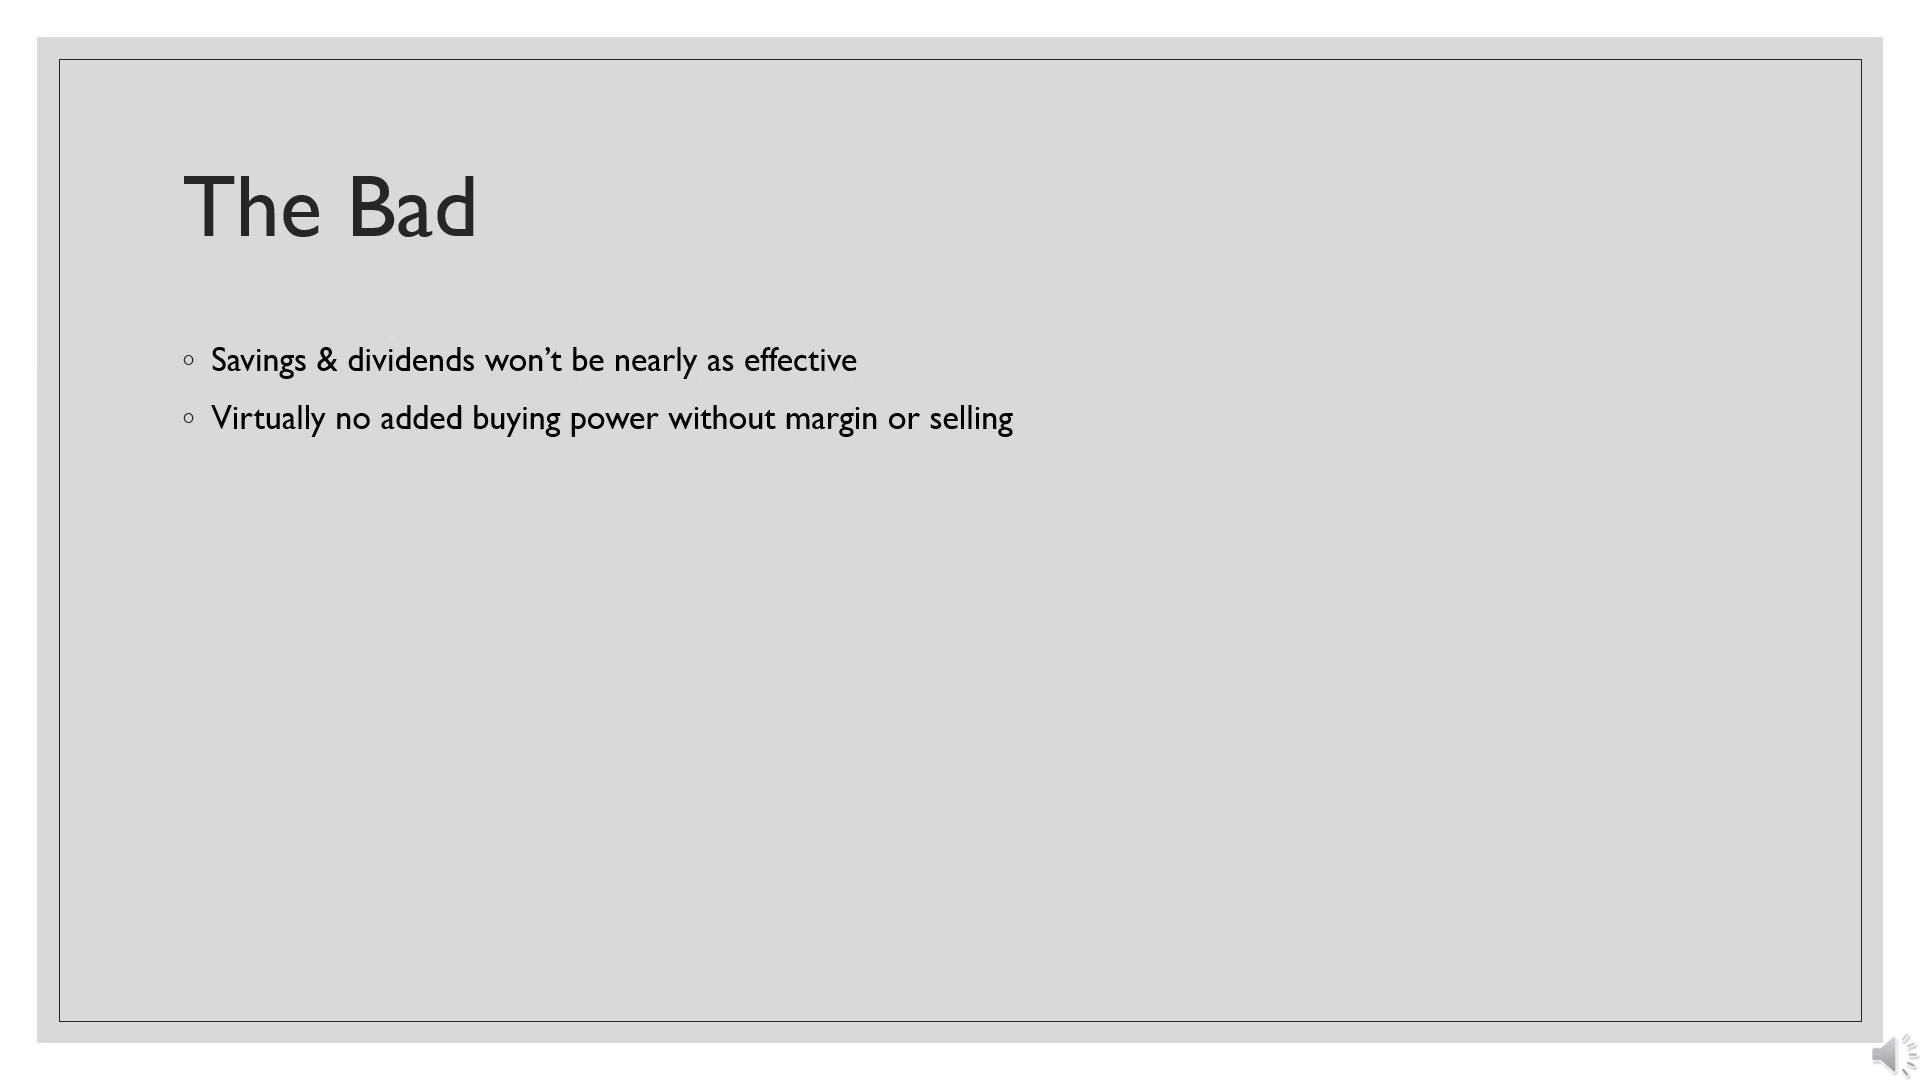 The Bad
◦ Savings & dividends won’t be nearly as effective
◦ Virtually no added buying power without margin or selling